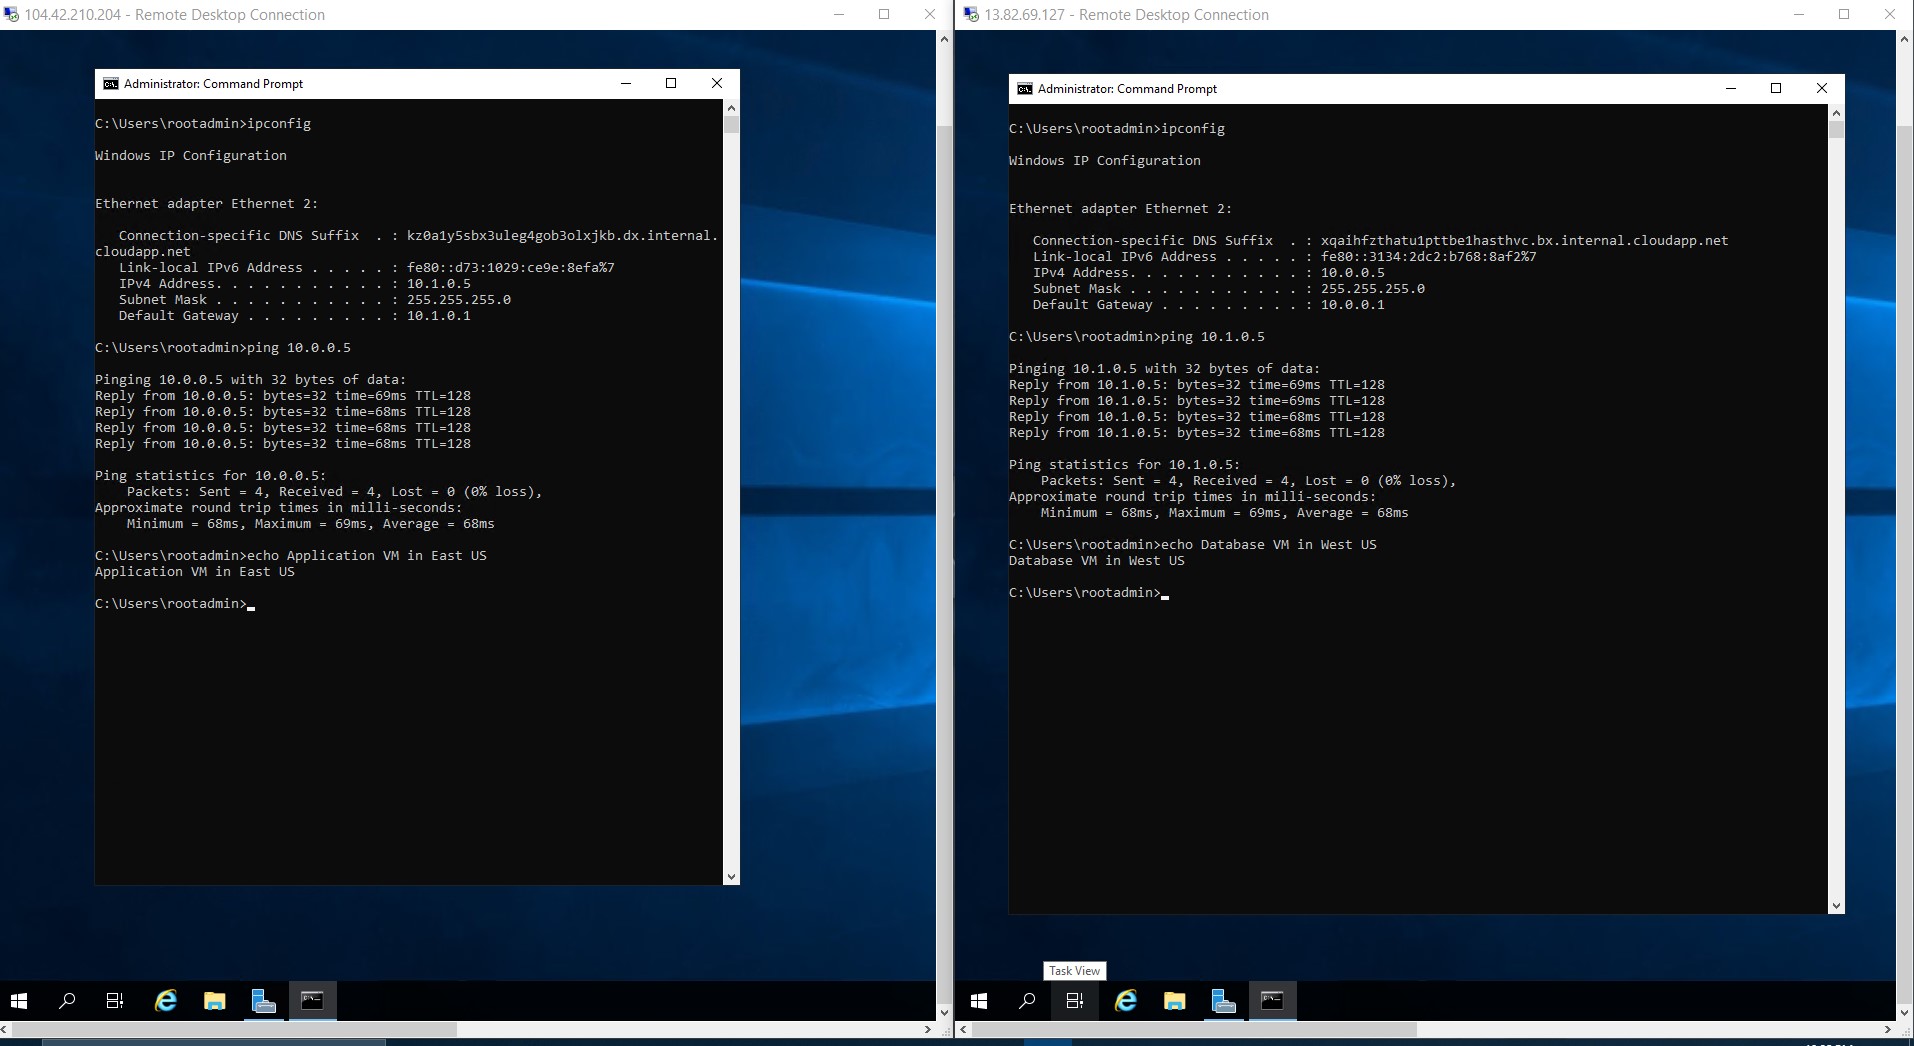 104.42.210.204 - Remote Desktop Connection
Administrator: Command Prompt
C:\Users\rootadmin>ipconfig
Windows IP Configuration
Ethernet adapter Ethernet 2:
Connection-specific DNS Suffix  . : kz0a1y5sbx3uleg4gob3olxjkb.dx.internal.
cloudapp.net
Link-local IPv6 Address . . . . . : fe80::d73:1029:ce9e:8efa%7
IPv4 Address. . . . . . . . . . . : 10.1.0.5
Subnet Mask . . . . . . . . . . . : 255.255.255.0
Default Gateway . . . . . . . . . : 10.1.0.1
C:\Users\rootadmin>ping 10.0.0.5
Pinging 10.0.0.5 with 32 bytes of data:
Reply from 10.0.0.5: bytes=32 time=69ms TTL=128
Reply from 10.0.0.5: bytes=32 time=68ms TTL=128
Reply from 10.0.0.5: bytes=32 time=68ms TTL=128
Reply from 10.0.0.5: bytes=32 time=68ms TTL=128
Ping statistics for 10.0.0.5:
Packets: Sent = 4, Received = 4, Lost = 0 (0% loss),
Approximate round trip times in milli-seconds:
Minimum = 68ms, Maximum = 69ms, Average = 68ms
C:\Users\rootadmin>echo Application VM in East US
Application VM in East US
C:\Users\rootadmin>
13.82.69.127 - Remote Desktop Connection
Administrator: Command Prompt
C:\Users\rootadmin>ipconfig
Windows IP Configuration
Ethernet adapter Ethernet 2:
Connection-specific DNS Suffix  . : xqaihfzthatu1pttbe1hasthvc.bx.internal.cloudapp.net
Link-local IPv6 Address . . . . . : fe80::3134:2dc2:b768:8af2%7
IPv4 Address. . . . . . . . . . . : 10.0.0.5
Subnet Mask . . . . . . . . . . . : 255.255.255.0
Default Gateway . . . . . . . . . : 10.0.0.1
C:\Users\rootadmin>ping 10.1.0.5
Pinging 10.1.0.5 with 32 bytes of data:
Reply from 10.1.0.5: bytes=32 time=69ms TTL=128
Reply from 10.1.0.5: bytes=32 time=69ms TTL=128
Reply from 10.1.0.5: bytes=32 time=68ms TTL=128
Reply from 10.1.0.5: bytes=32 time=68ms TTL=128
Ping statistics for 10.1.0.5:
Packets: Sent = 4, Received = 4, Lost = 0 (0% loss),
Approximate round trip times in milli-seconds:
Minimum = 68ms, Maximum = 69ms, Average = 68ms
C:\Users\rootadmin>echo Database VM in West US
Database VM in West US
C:\Users\rootadmin>
Task View